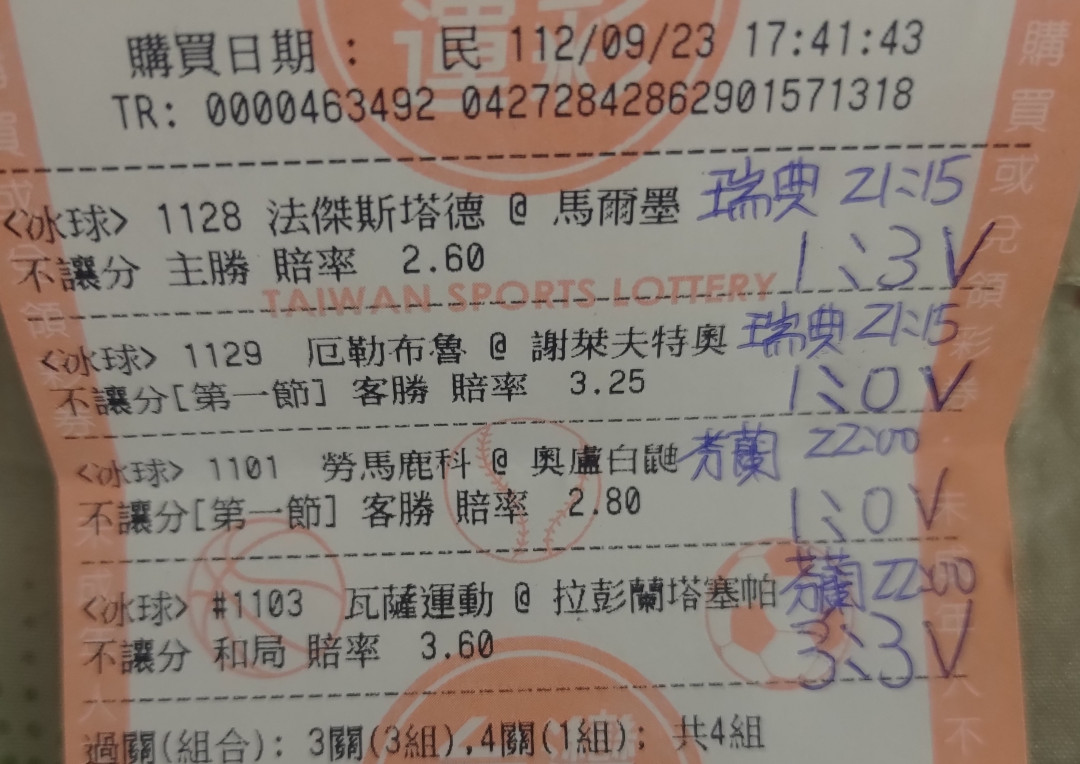 運彩
購買日期： 民 112/09/23 17:41:43
TR: 0000463492 04272842862901571318
<冰球> 1128 法傑斯塔德 @ 馬爾墨 瑞典 21:15
不讓分 主勝 賠率 2.60 1:3 V
TAIWAN SPORTS LOTTERY
<冰球> 1129 厄勒布魯 @ 謝萊夫特奧 瑞典 21:15
不讓分[第一節] 客勝 賠率 3.25 1:0 V
<冰球> 1101 勞馬鹿科 @ 奧盧白鼬 芬蘭 22:00
不讓分[第一節] 客勝 賠率 2.80 1:0 V
<冰球> #1103 瓦薩運動 @ 拉彭蘭塔塞帕 芬蘭 22:00
不讓分 和局 賠率 3.60 3:3 V
過關(組合): 3關(3組),4關(1組); 共4組